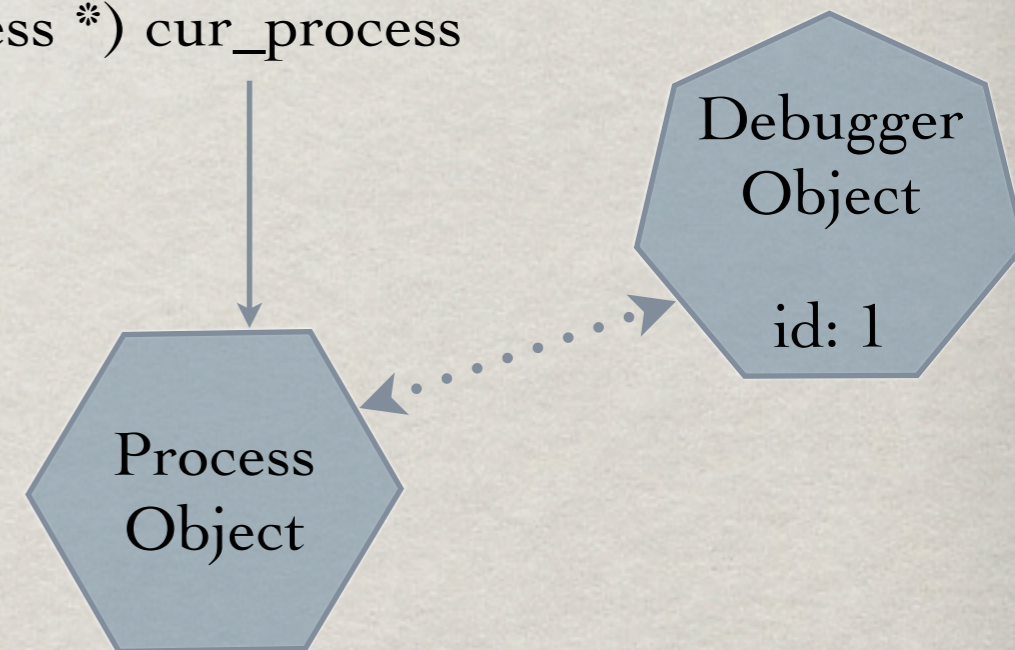 ess *) cur_process
Debugger
Object
id: 1
Process
Object